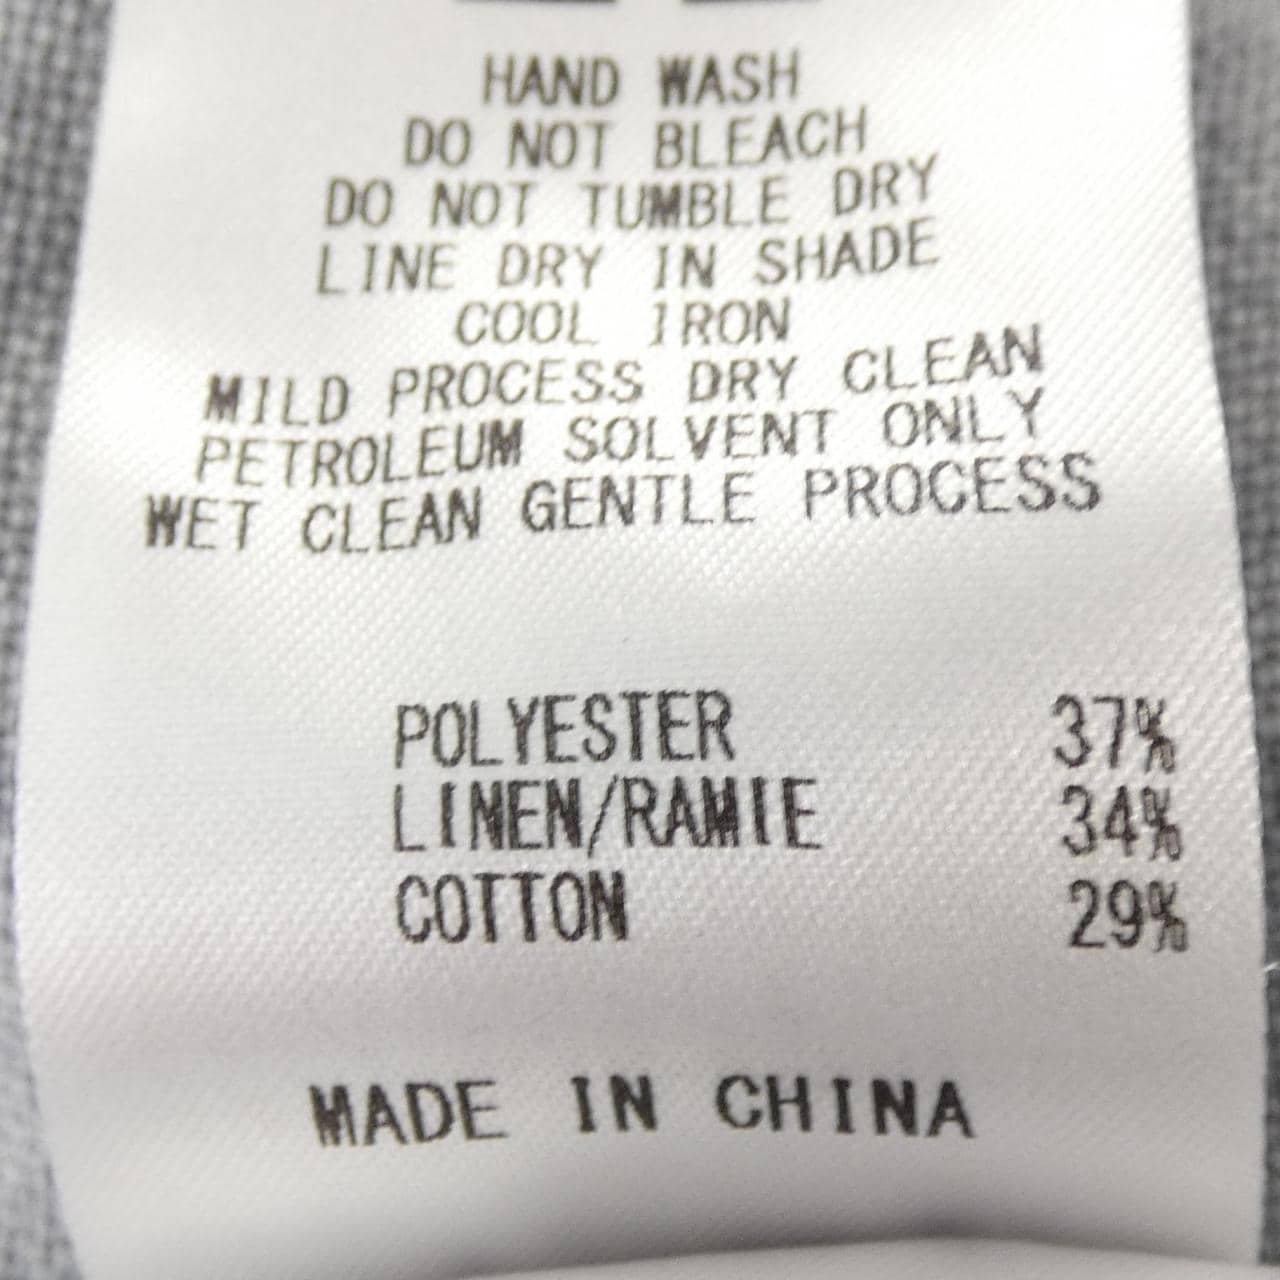 HAND WASH
DO NOT BLEACH
DO NOT TUMBLE DRY
LINE DRY IN SHADE
COOL IRON
MILD PROCESS DRY CLEAN
PETROLEUM SOLVENT ONLY
WET CLEAN GENTLE PROCESS
POLYESTER 37%
LINEN/RAMIE 34%
COTTON 29%
MADE IN CHINA